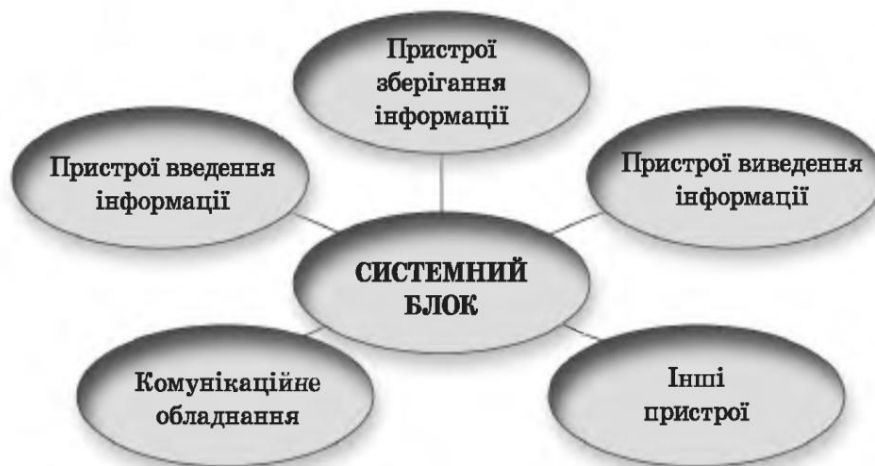 Пристрої
зберігання
інформації
Пристрої введення
інформації
Пристрої виведення
інформації
СИСТЕМНИЙ
БЛОК
Комунікаційне
обладнання
Інші
пристрої